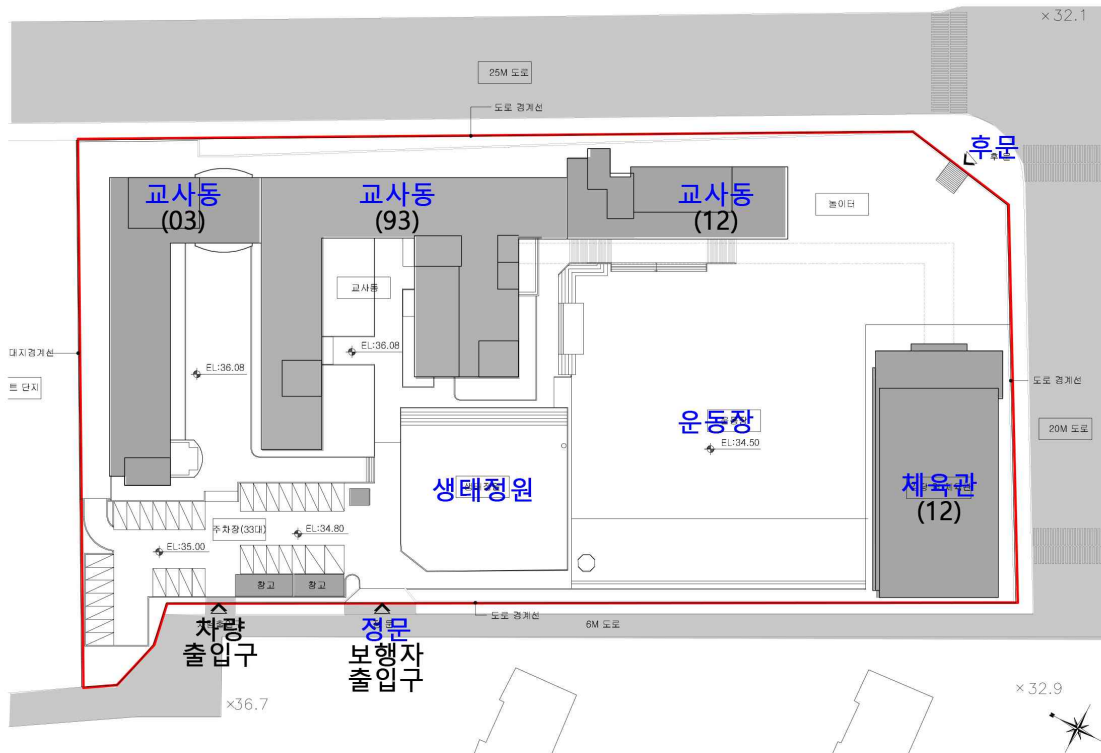 ×32.1
25M 도로
도로 경계선
후문
후문
교사동
(03)
교사동
(93)
교사동
(12)
놀이터
교사동
대지경계선
EL:36.08
EL:36.08
트 단지
도로 경계선
20M 도로
운동장
EL:34.50
생태정원
체육관
(12)
주차장(33대)
EL:34.80
EL:35.00
창고
창고
도로 경계선
6M 도로
차량
출입구
정문
보행자
출입구
×36.7
×32.9